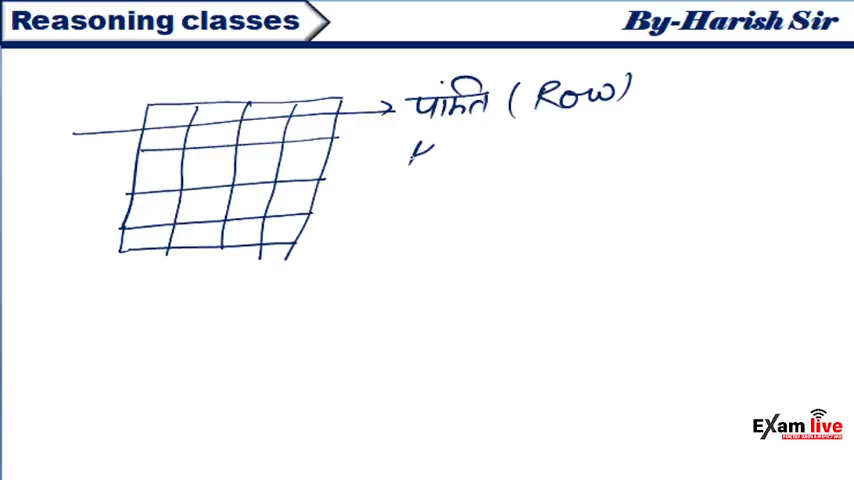 Reasoning classes
By-Harish Sir
पांक्ति (Row)
Exam live